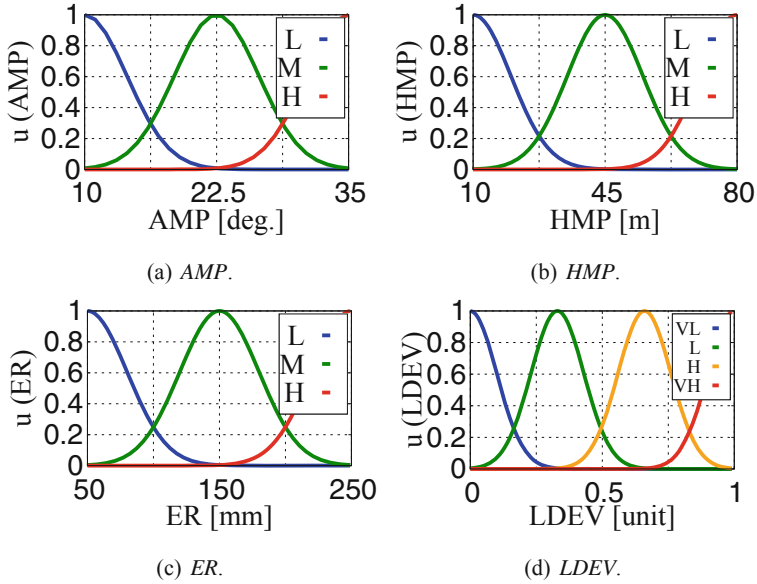 1
0.8
0.6
0.4
0.2
0
u (AMP)
L
M
H
10
22.5
35
AMP [deg.]
(a) AMP.
1
0.8
0.6
0.4
0.2
0
u (HMP)
L
M
H
10
45
80
HMP [m]
(b) HMP.
1
0.8
0.6
0.4
0.2
0
u (ER)
L
M
H
50
150
250
ER [mm]
(c) ER.
1
0.8
0.6
0.4
0.2
0
u (LDEV)
VL
L
H
VH
0
0.5
1
LDEV [unit]
(d) LDEV.